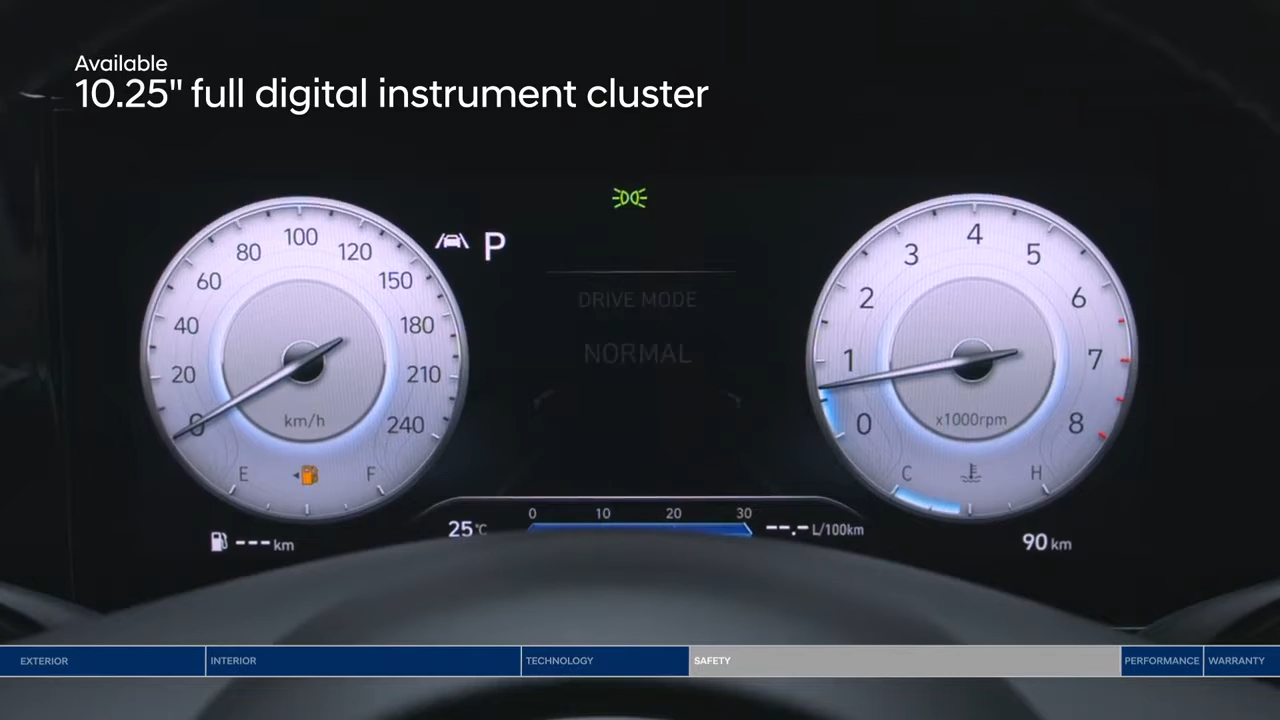 Available
10.25" full digital instrument cluster
P
DRIVE MODE
NORMAL
0 20 40 60 80 100 120 150 180 210 240
km/h
E F
0 1 2 3 4 5 6 7 8
x1000rpm
C H
--- km
25°C
0 10 20 30
--.- L/100km
90 km
EXTERIOR
INTERIOR
TECHNOLOGY
SAFETY
PERFORMANCE
WARRANTY